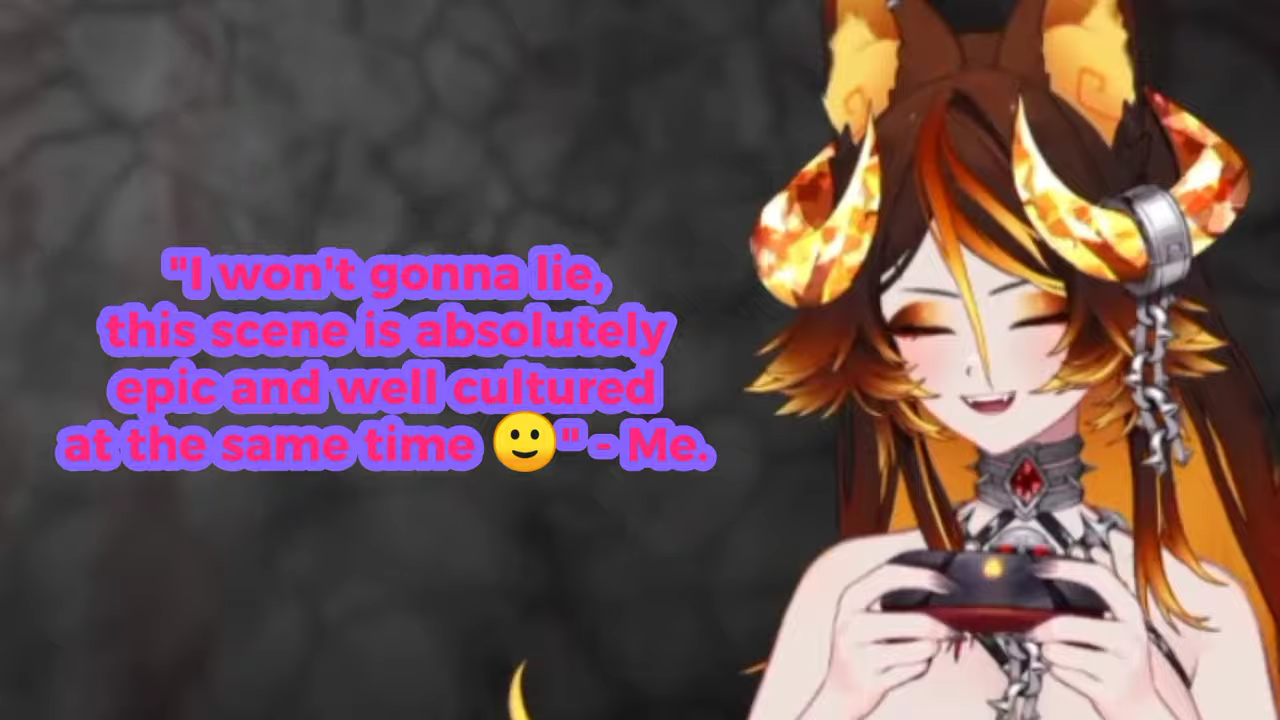 "I won't gonna lie,
this scene is absolutely
epic and well cultured
at the same time 🙂" - Me.